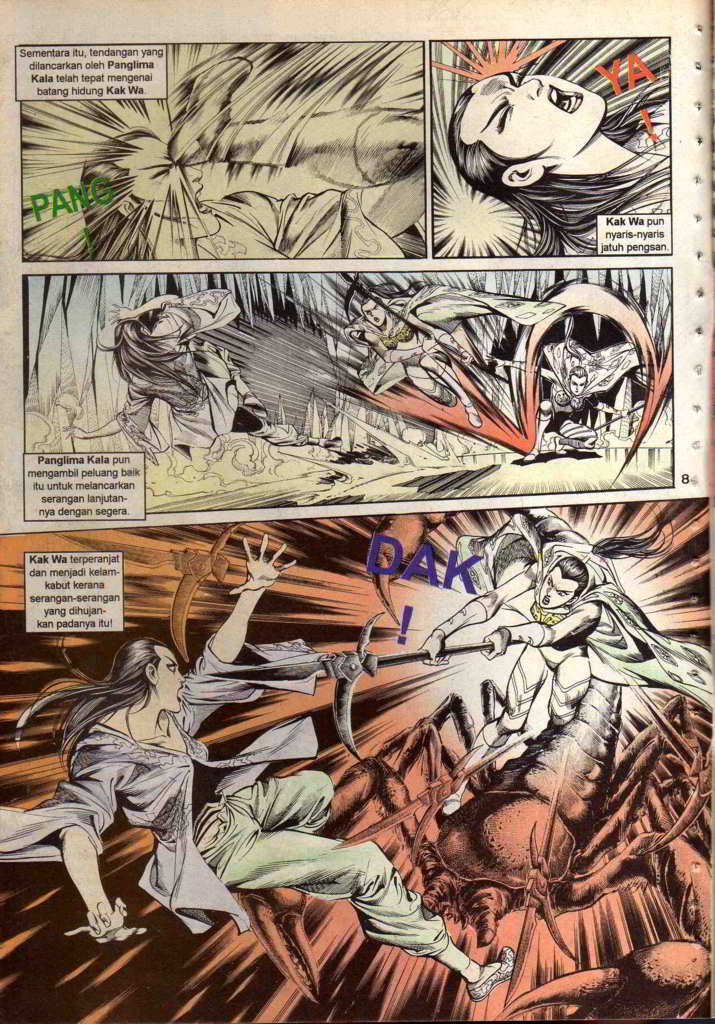 Sementara itu, tendangan yang
dilancarkan oleh Panglima
Kala telah tepat mengenai
batang hidung Kak Wa.
PANG
!
YA
!
Kak Wa pun
nyaris-nyaris
jatuh pengsan.
Panglima Kala pun
mengambil peluang baik
itu untuk melancarkan
serangan lanjutan-
nya dengan segera.
8
Kak Wa terperanjat
dan menjadi kelam-
kabut kerana
serangan-serangan
yang dihujan-
kan padanya itu!
DAK
!